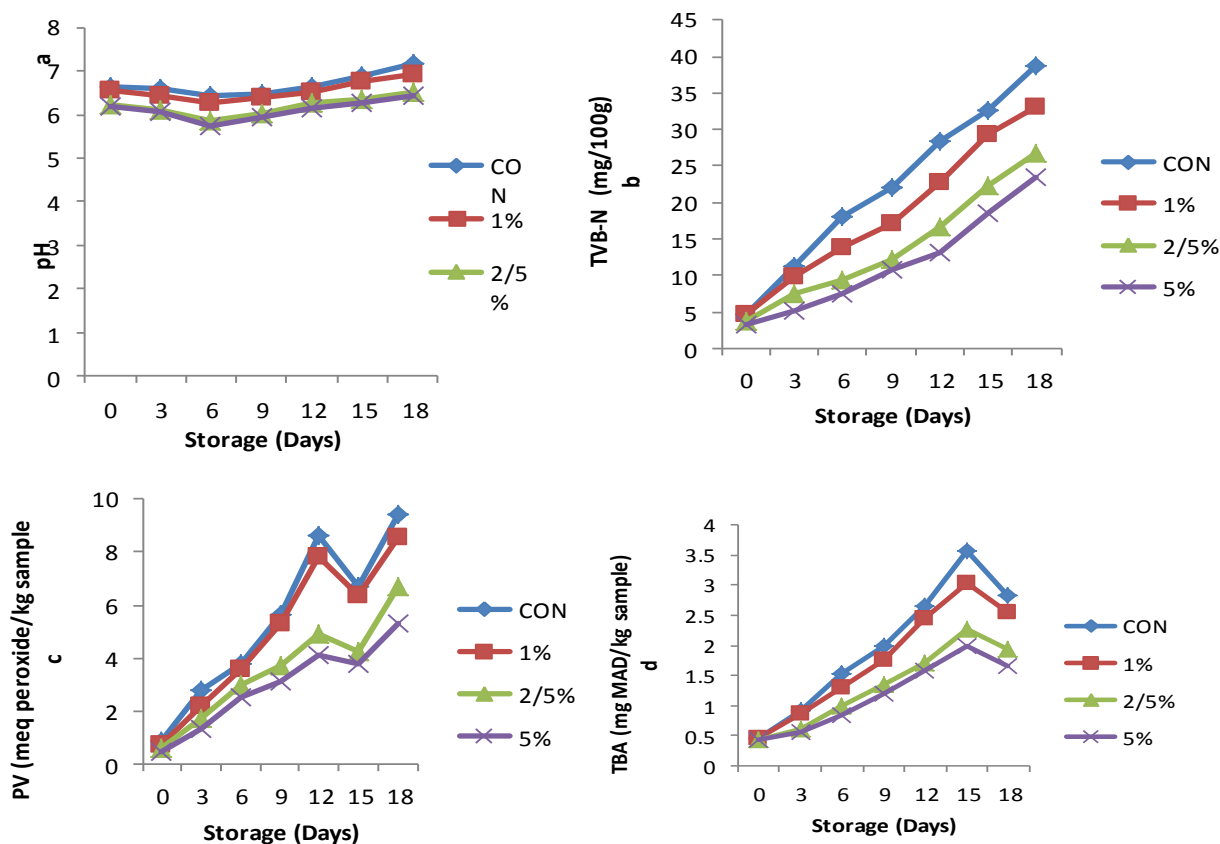 8
7
6
5
4
3
2
1
0
pH
a
0 3 6 9 12 15 18
Storage (Days)
CO
N
1%
2/5
%
45
40
35
30
25
20
15
10
5
0
TVB-N (mg/100g)
b
0 3 6 9 12 15 18
Storage (Days)
CON
1%
2/5%
5%
10
8
6
4
2
0
PV (meq peroxide/kg sample
c
0 3 6 9 12 15 18
Storage (Days)
CON
1%
2/5%
5%
4
3.5
3
2.5
2
1.5
1
0.5
0
TBA (mg MAD/kg sample)
d
0 3 6 9 12 15 18
Storage (Days)
CON
1%
2/5%
5%